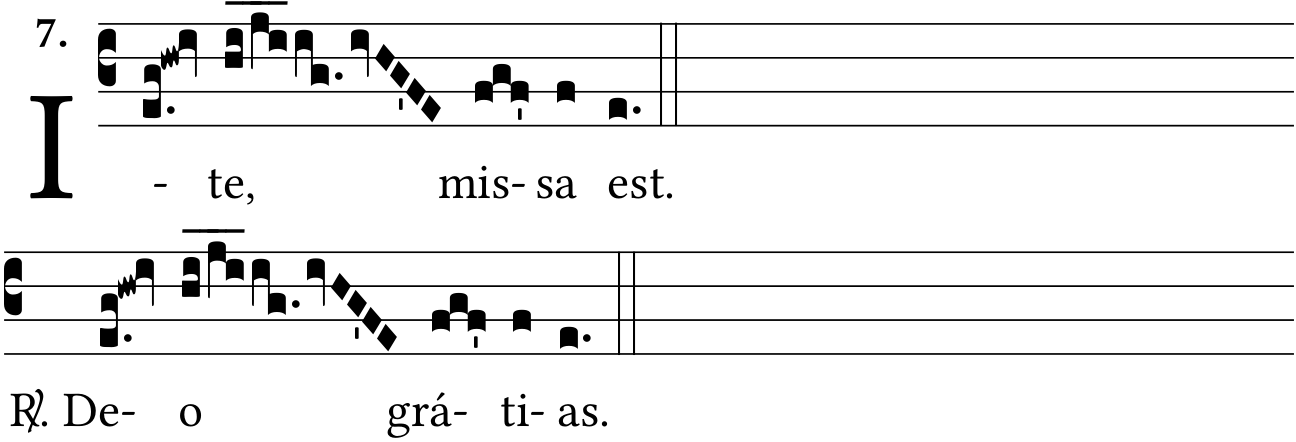 7.
I - te, mis- sa est.
℟. De- o grá- ti- as.